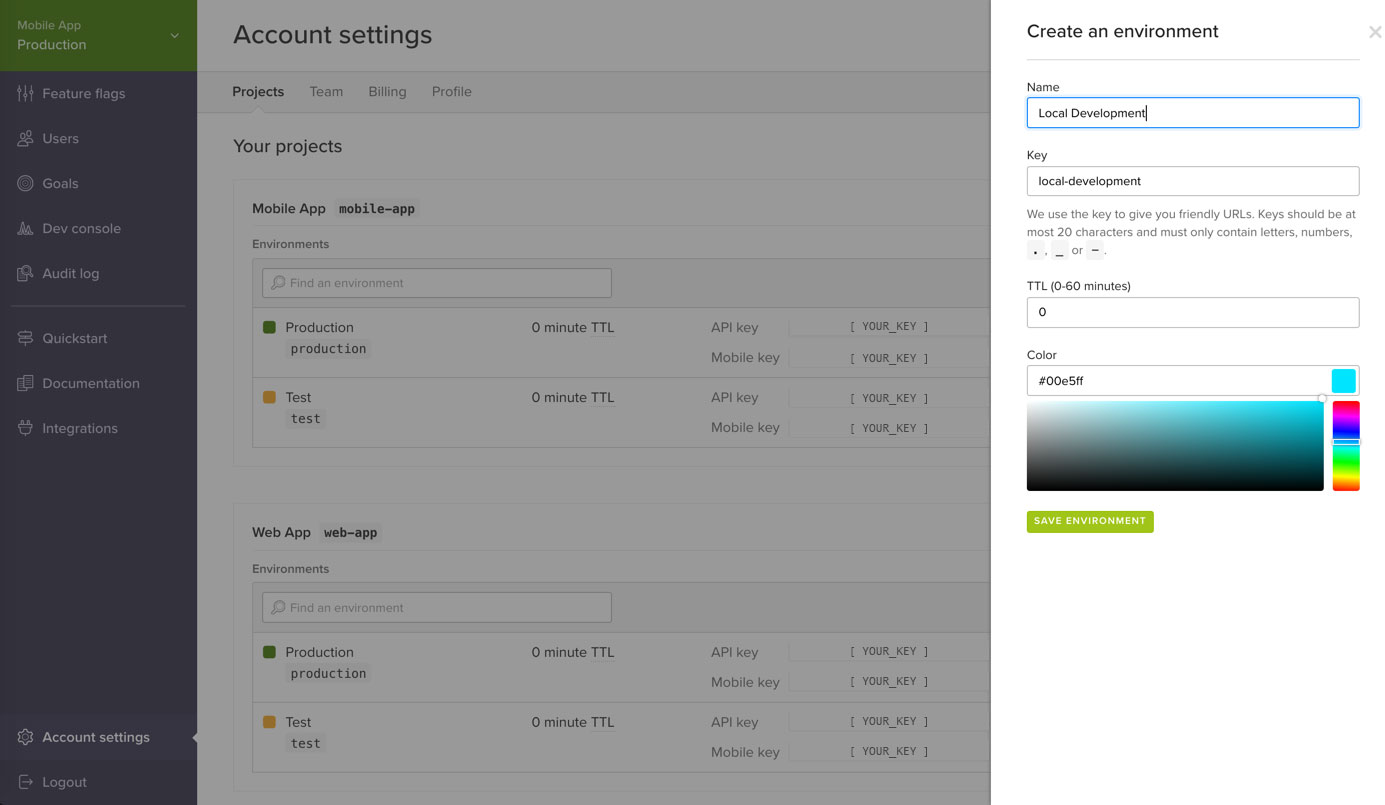 Mobile App
Production
Feature flags
Users
Goals
Dev console
Audit log
Quickstart
Documentation
Integrations
Account settings
Logout
Account settings
Projects Team Billing Profile
Your projects
Mobile App mobile-app
Environments
Find an environment
Production 0 minute TTL API key [ YOUR_KEY ]
production Mobile key [ YOUR_KEY ]
Test 0 minute TTL API key [ YOUR_KEY ]
test Mobile key [ YOUR_KEY ]
Web App web-app
Environments
Find an environment
Production 0 minute TTL API key [ YOUR_KEY ]
production Mobile key [ YOUR_KEY ]
Test 0 minute TTL API key [ YOUR_KEY ]
test Mobile key [ YOUR_KEY ]
Create an environment
Name
Local Development
Key
local-development
We use the key to give you friendly URLs. Keys should be at
most 20 characters and must only contain letters, numbers,
., _ or -.
TTL (0-60 minutes)
0
Color
#00e5ff
SAVE ENVIRONMENT